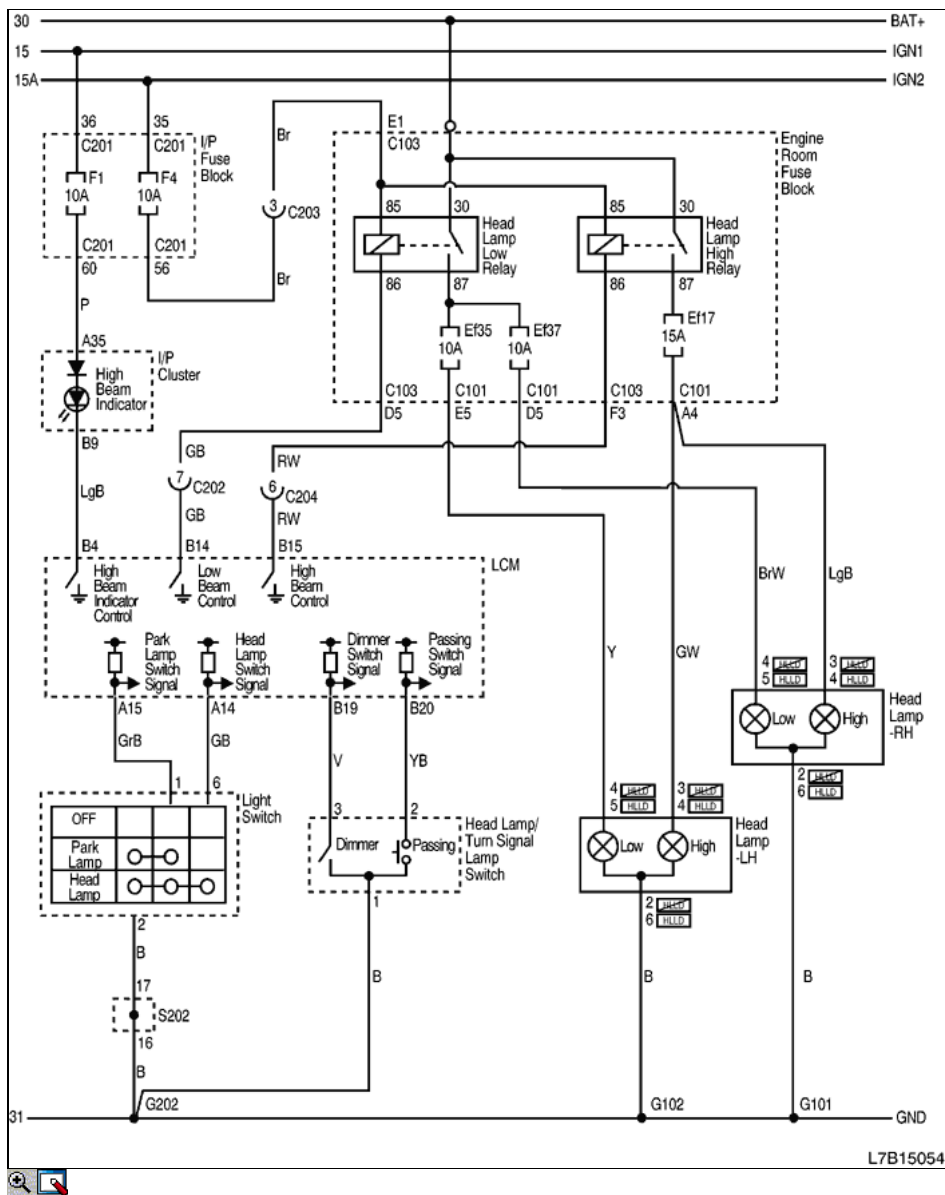 30
BAT+
15
IGN1
15A
IGN2
36
35
C201
C201
I/P
Fuse
Block
F1
10A
F4
10A
C201
C201
60
56
Br
3
C203
Br
E1
C103
Engine
Room
Fuse
Block
85
30
Head
Lamp
Low
Relay
86
87
85
30
Head
Lamp
High
Relay
86
87
Ef35
10A
Ef37
10A
Ef17
15A
C103
C101
C101
C103
C101
D5
E5
D5
F3
A4
P
A35
I/P
Cluster
High
Beam
Indicator
B9
LgB
GB
7
C202
GB
RW
6
C204
RW
B4
B14
B15
LCM
High
Beam
Indicator
Control
Low
Beam
Control
High
Beam
Control
Park
Lamp
Switch
Signal
Head
Lamp
Switch
Signal
Dimmer
Switch
Signal
Passing
Switch
Signal
A15
A14
B19
B20
GrB
GB
V
YB
Y
GW
BrW
LgB
4 HLLD
5 HLLD
3 HLLD
4 HLLD
Low
High
Head
Lamp
-RH
2 HLLD
6 HLLD
1
6
Light
Switch
OFF
Park
Lamp
Head
Lamp
2
B
17
S202
16
B
3
2
Dimmer
Passing
Head Lamp/
Turn Signal
Lamp
Switch
1
B
4 HLLD
5 HLLD
3 HLLD
4 HLLD
Low
High
Head
Lamp
-LH
2 HLLD
6 HLLD
B
B
31
G202
G102
G101
GND
L7B15054